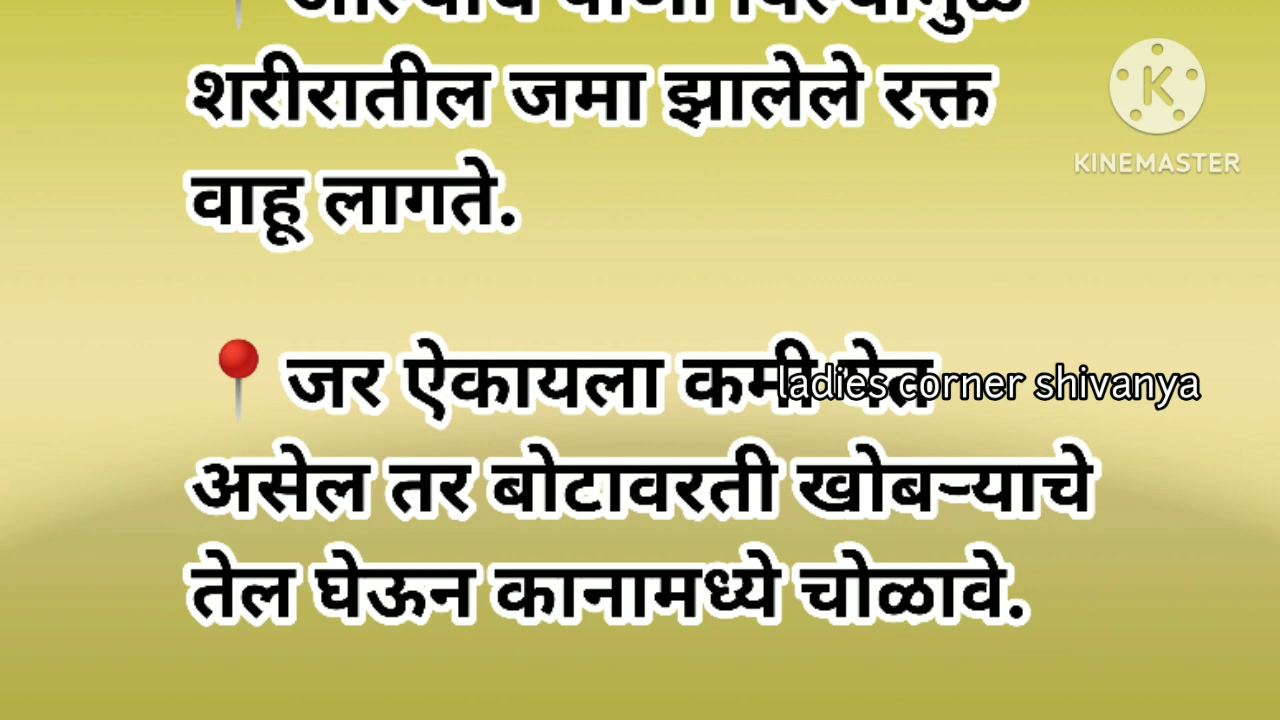 शरीरातील जमा झालेले रक्त
वाहू लागते.
KINEMASTER
जर ऐकायला कमी येत
ladies corner shivanya
असेल तर बोटावरती खोबऱ्याचे
तेल घेऊन कानामध्ये चोळावे.